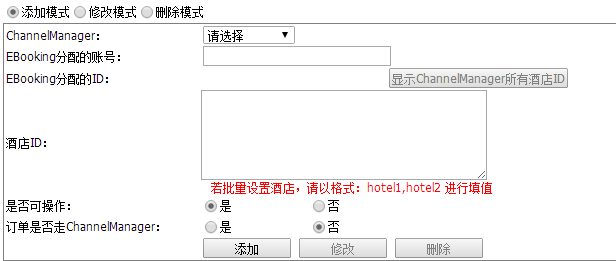 添加模式 修改模式 删除模式
ChannelManager： 请选择
EBooking分配的账号：
EBooking分配的ID： 显示ChannelManager所有酒店ID
酒店ID：
若批量设置酒店，请以格式：hotel1,hotel2 进行填值
是否可操作： 是 否
订单是否走ChannelManager： 是 否
添加 修改 删除